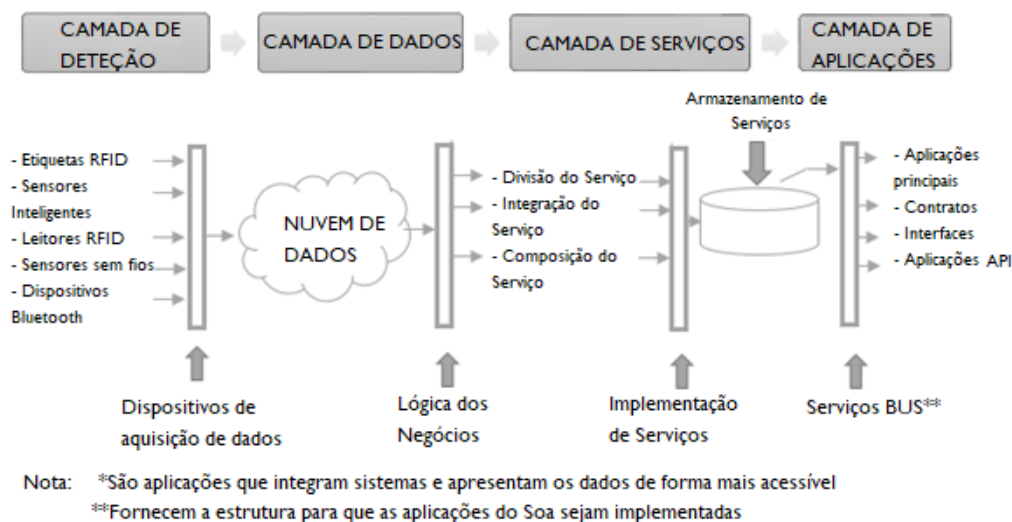 CAMADA DE
DETEÇÃO
CAMADA DE DADOS
CAMADA DE SERVIÇOS
CAMADA DE
APLICAÇÕES
Armazenamento de
Serviços
- Etiquetas RFID
- Sensores
Inteligentes
- Leitores RFID
- Sensores sem fios
- Dispositivos
Bluetooth
NUVEM DE
DADOS
- Divisão do Serviço
- Integração do
Serviço
- Composição do
Serviço
- Aplicações
principais
- Contratos
- Interfaces
- Aplicações API
Dispositivos de
aquisição de dados
Lógica dos
Negócios
Implementação
de Serviços
Serviços BUS**
Nota: *São aplicações que integram sistemas e apresentam os dados de forma mais acessível
**Fornecem a estrutura para que as aplicações do Soa sejam implementadas